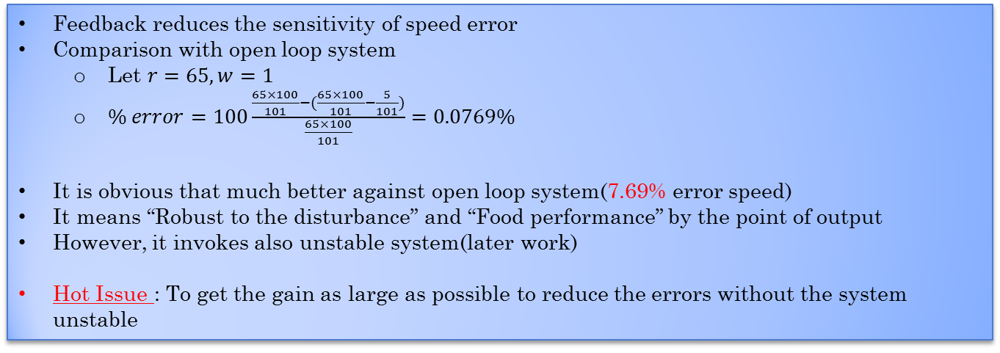 • Feedback reduces the sensitivity of speed error
• Comparison with open loop system
o Let r = 65, w = 1
o % error = 100 \frac{\frac{65×100}{101}−(\frac{65×100}{101}−\frac{5}{101})}{\frac{65×100}{101}} = 0.0769%
• It is obvious that much better against open loop system(7.69% error speed)
• It means “Robust to the disturbance” and “Food performance” by the point of output
• However, it invokes also unstable system(later work)
• Hot Issue : To get the gain as large as possible to reduce the errors without the system
unstable